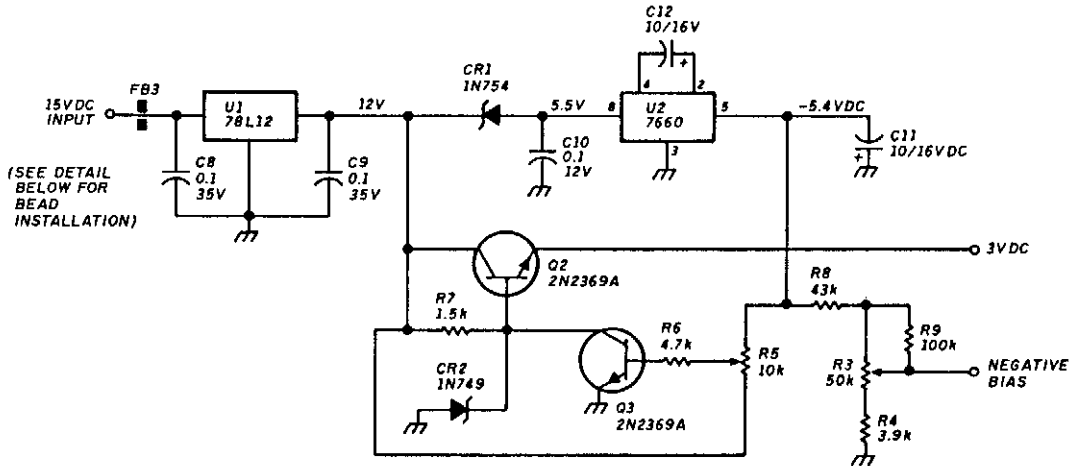 C12
10/16V
+
4
2
FB3
15VDC
INPUT
U1
78L12
12V
CR1
1N754
5.5V
8
U2
7660
5
-5.4VDC
3
C8
0.1
35V
C9
0.1
35V
C10
0.1
12V
C11
10/16VDC
+
(SEE DETAIL
BELOW FOR
BEAD
INSTALLATION)
Q2
2N2369A
3VDC
R7
1.5k
R6
4.7k
R5
10k
R8
43k
R9
100k
R3
50k
NEGATIVE
BIAS
CR2
1N749
Q3
2N2369A
R4
3.9k